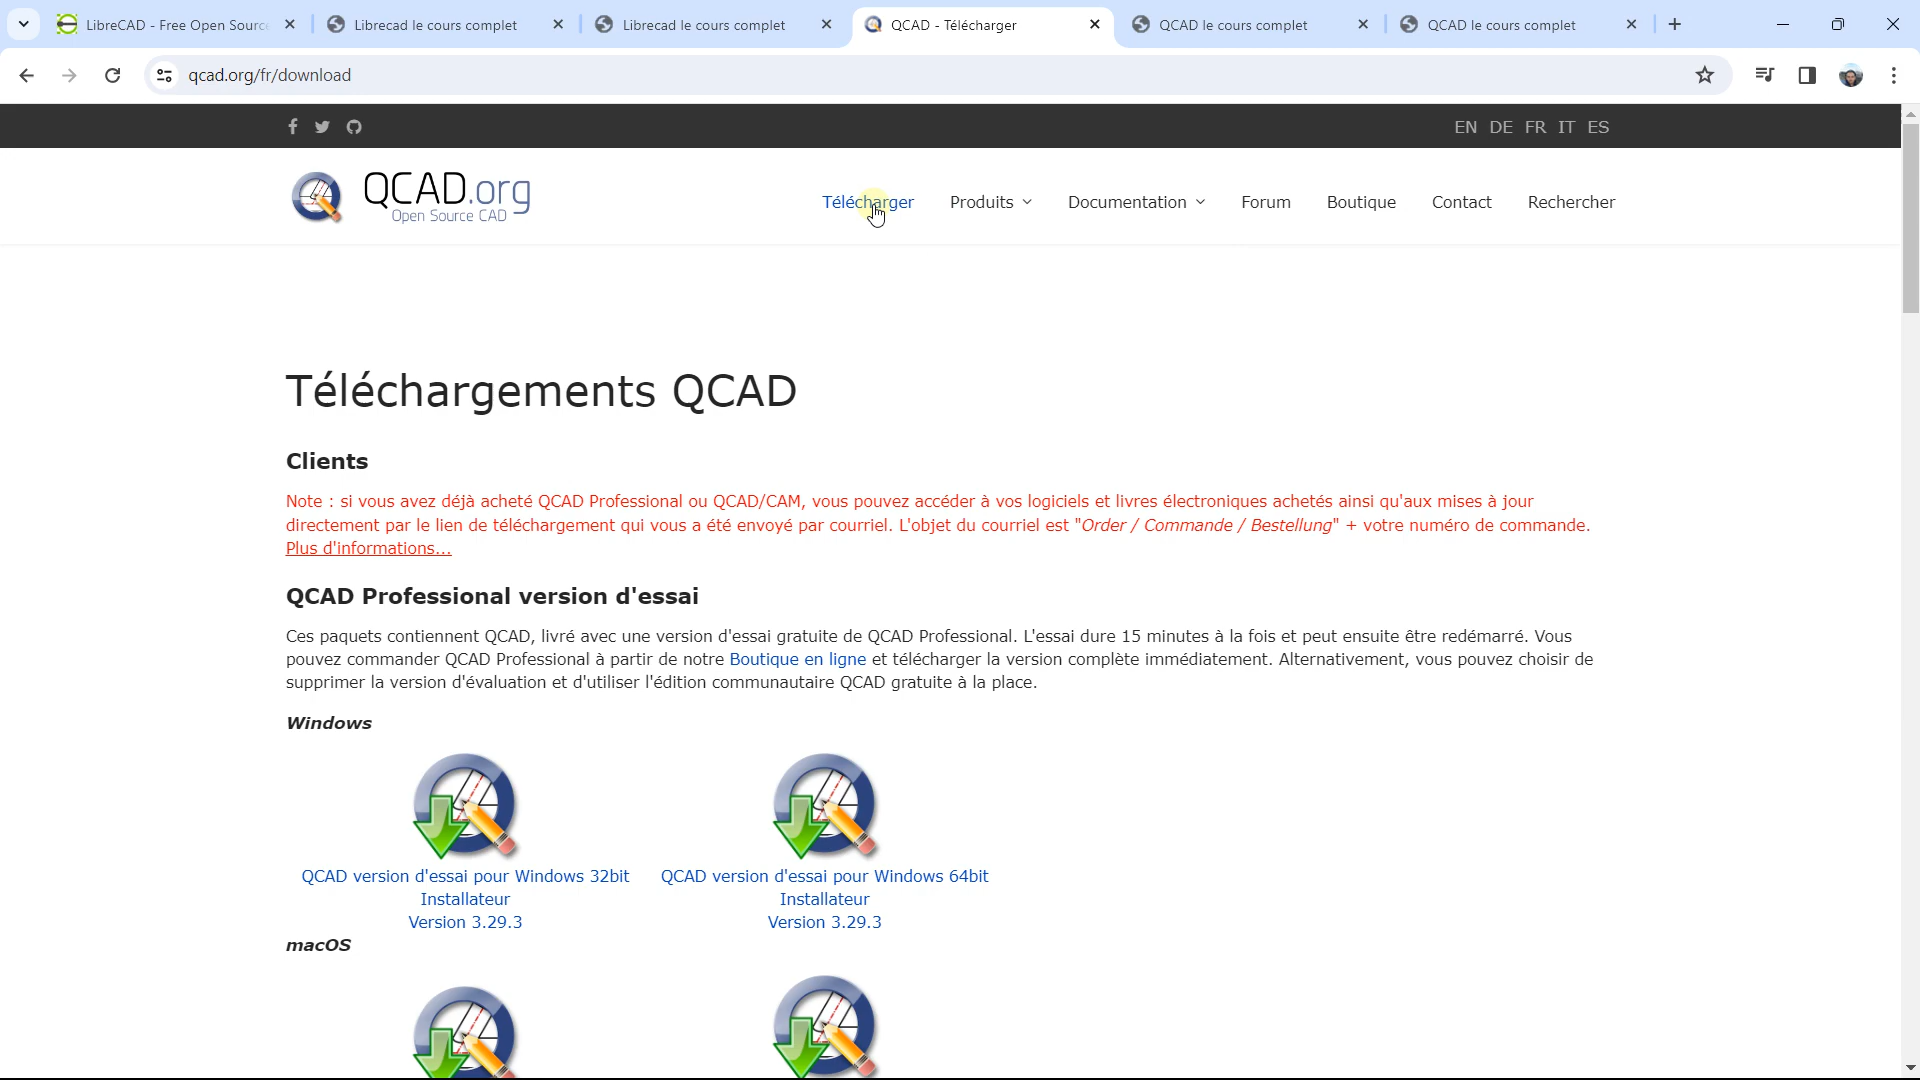 LibreCAD - Free Open Source
Librecad le cours complet
Librecad le cours complet
QCAD - Télécharger
QCAD le cours complet
QCAD le cours complet
qcad.org/fr/download
EN DE FR IT ES
QCAD.org
Open Source CAD
Télécharger
Produits
Documentation
Forum
Boutique
Contact
Rechercher
Téléchargements QCAD
Clients
Note : si vous avez déjà acheté QCAD Professional ou QCAD/CAM, vous pouvez accéder à vos logiciels et livres électroniques achetés ainsi qu'aux mises à jour
directement par le lien de téléchargement qui vous a été envoyé par courriel. L'objet du courriel est "Order / Commande / Bestellung" + votre numéro de commande.
Plus d'informations...
QCAD Professional version d'essai
Ces paquets contiennent QCAD, livré avec une version d'essai gratuite de QCAD Professional. L'essai dure 15 minutes à la fois et peut ensuite être redémarré. Vous
pouvez commander QCAD Professional à partir de notre Boutique en ligne et télécharger la version complète immédiatement. Alternativement, vous pouvez choisir de
supprimer la version d'évaluation et d'utiliser l'édition communautaire QCAD gratuite à la place.
Windows
QCAD version d'essai pour Windows 32bit
Installateur
Version 3.29.3
QCAD version d'essai pour Windows 64bit
Installateur
Version 3.29.3
macOS